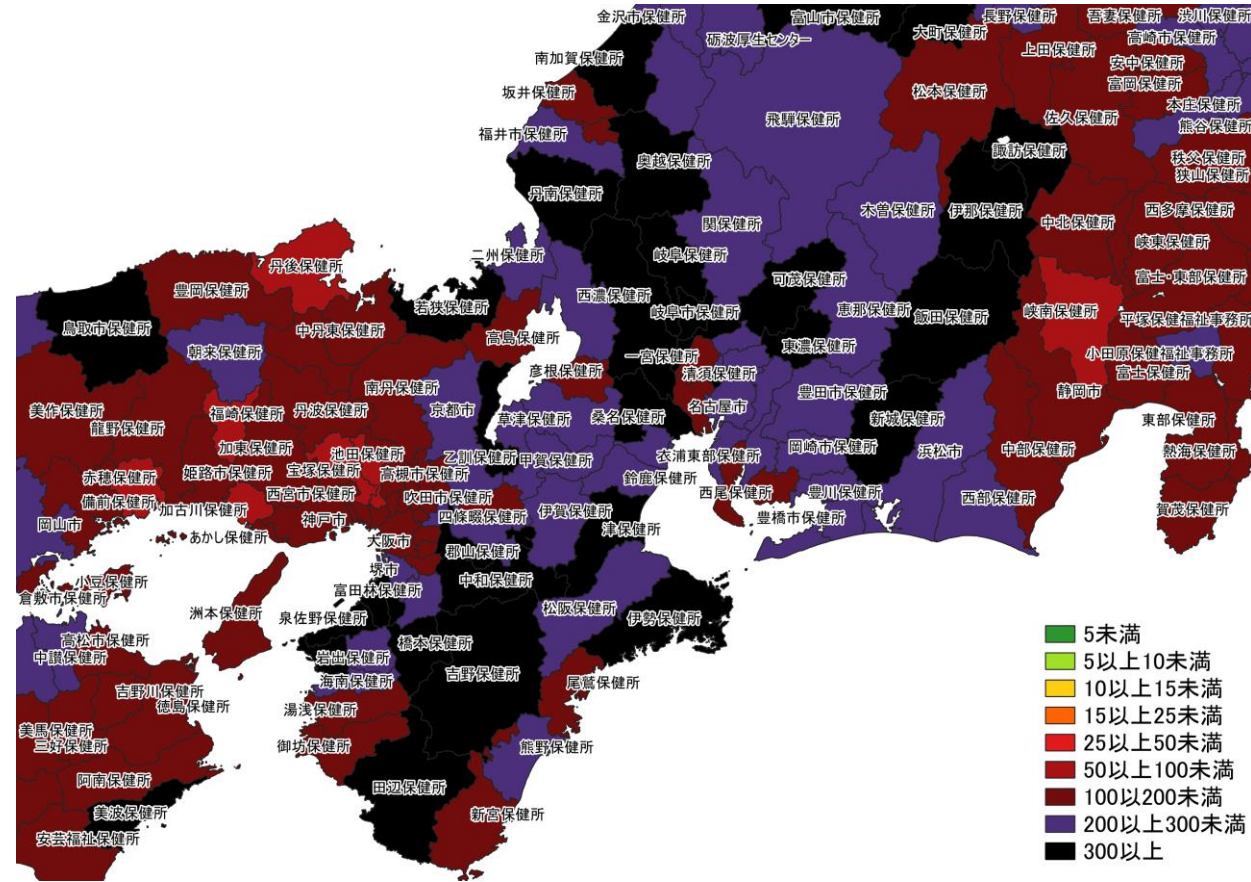 金沢市保健所
富山市保健所
長野保健所
吾妻保健所
渋川保健所
砺波厚生センター
大町保健所
高崎市保健所
南加賀保健所
上田保健所
安中保健所
富岡保健所
坂井保健所
松本保健所
本庄保健所
飛騨保健所
佐久保健所
熊谷保健所
福井市保健所
諏訪保健所
秩父保健所
奥越保健所
狭山保健所
丹南保健所
木曽保健所
伊那保健所
西多摩保健所
関保健所
中北保健所
峡東保健所
二州保健所
岐阜保健所
丹後保健所
可茂保健所
富士・東部保健所
豊岡保健所
西濃保健所
若狭保健所
恵那保健所
飯田保健所
峡南保健所
岐阜市保健所
平塚保健福祉事務所
鳥取市保健所
中丹東保健所
高島保健所
東濃保健所
朝来保健所
一宮保健所
小田原保健福祉事務所
彦根保健所
清須保健所
富士保健所
南丹保健所
豊田市保健所
静岡市
美作保健所
福崎保健所
丹波保健所
京都市
名古屋市
龍野保健所
草津保健所
桑名保健所
新城保健所
東部保健所
加東保健所
池田保健所
岡崎市保健所
浜松市
中部保健所
乙訓保健所
甲賀保健所
衣浦東部保健所
熱海保健所
赤穂保健所
姫路市保健所
宝塚保健所
高槻市保健所
鈴鹿保健所
備前保健所
西宮市保健所
吹田市保健所
西尾保健所
豊川保健所
西部保健所
加古川保健所
四條畷保健所
伊賀保健所
賀茂保健所
岡山市
神戸市
豊橋市保健所
あかし保健所
大阪市
津保健所
郡山保健所
堺市
小豆保健所
中和保健所
倉敷市保健所
富田林保健所
松阪保健所
洲本保健所
泉佐野保健所
伊勢保健所
高松市保健所
橋本保健所
中讃保健所
岩出保健所
吉野保健所
海南保健所
尾鷲保健所
吉野川保健所
徳島保健所
湯浅保健所
美馬保健所
三好保健所
御坊保健所
熊野保健所
阿南保健所
田辺保健所
美波保健所
新宮保健所
安芸福祉保健所
5未満
5以上10未満
10以上15未満
15以上25未満
25以上50未満
50以上100未満
100以200未満
200以上300未満
300以上